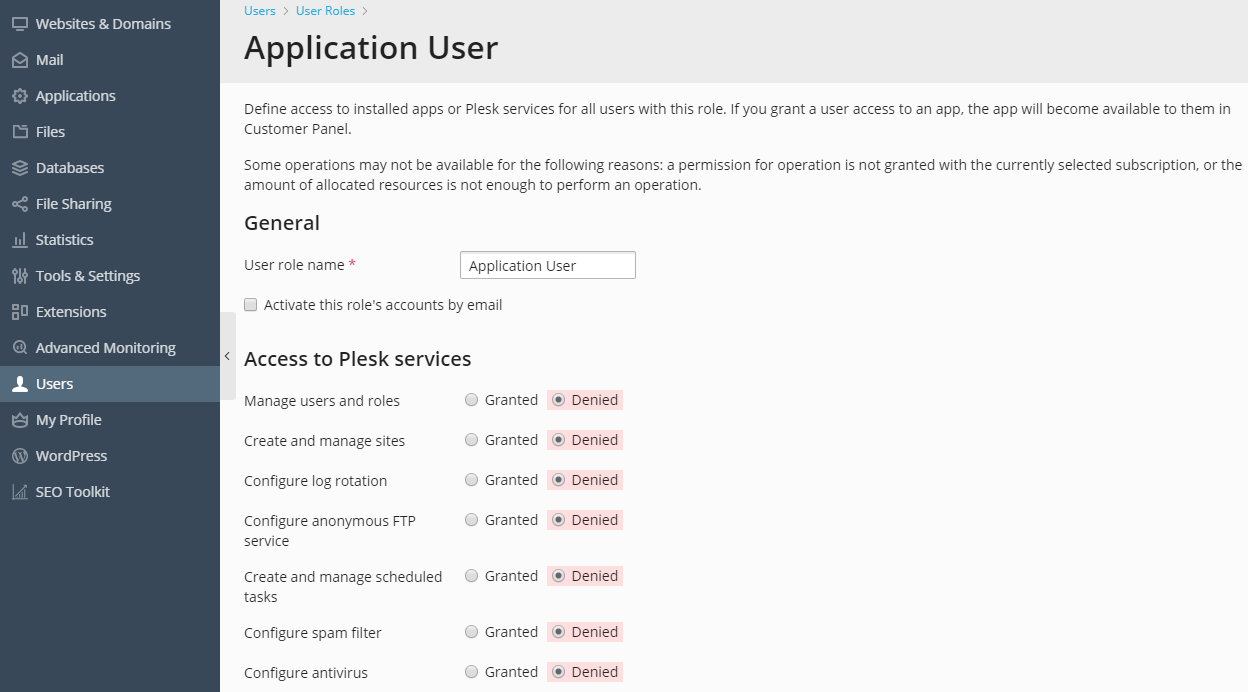 Websites & Domains
Mail
Applications
Files
Databases
File Sharing
Statistics
Tools & Settings
Extensions
Advanced Monitoring
Users
My Profile
WordPress
SEO Toolkit
Users > User Roles >
Application User
Define access to installed apps or Plesk services for all users with this role. If you grant a user access to an app, the app will become available to them in
Customer Panel.
Some operations may not be available for the following reasons: a permission for operation is not granted with the currently selected subscription, or the
amount of allocated resources is not enough to perform an operation.
General
User role name * Application User
Activate this role's accounts by email
Access to Plesk services
Manage users and roles Granted Denied
Create and manage sites Granted Denied
Configure log rotation Granted Denied
Configure anonymous FTP Granted Denied
service
Create and manage scheduled Granted Denied
tasks
Configure spam filter Granted Denied
Configure antivirus Granted Denied